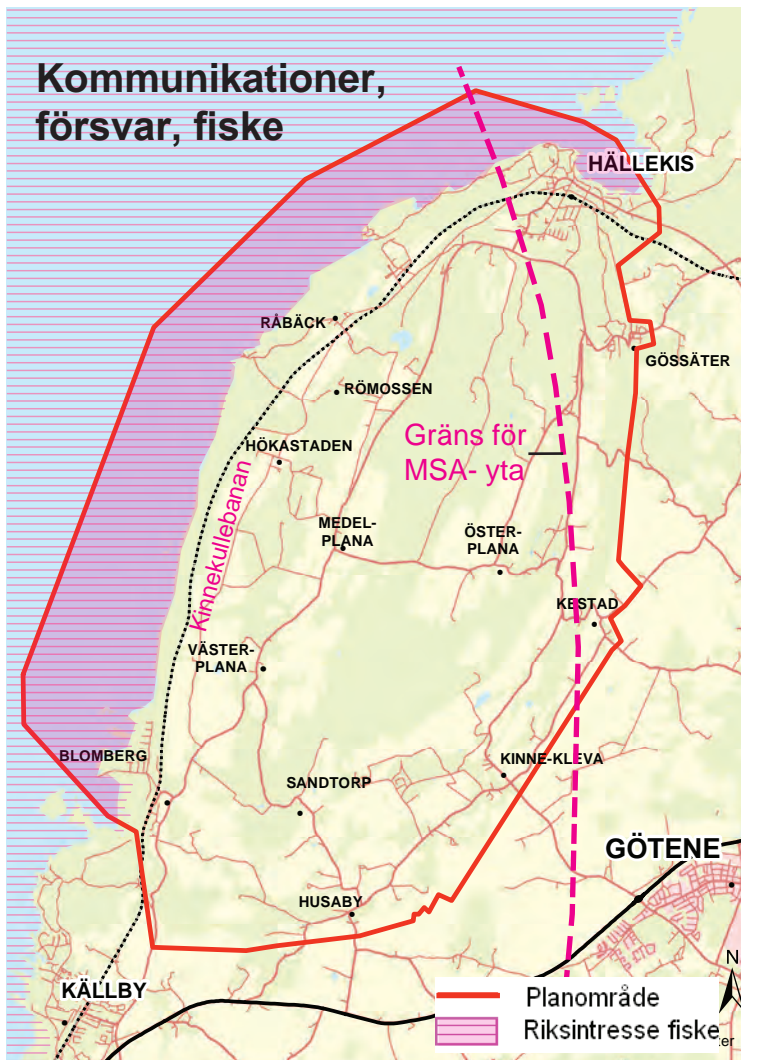 Kommunikationer,
försvar, fiske
HÄLLEKIS
RÅBÄCK
GÖSSÄTER
RÖMOSSEN
Gräns för
MSA- yta
HÖKASTADEN
Kinnekullebanan
MEDEL-
PLANA
ÖSTER-
PLANA
KESTAD
VÄSTER-
PLANA
BLOMBERG
KINNE-KLEVA
SANDTORP
GÖTENE
HUSABY
N
KÄLLBY
Planområde
Riksintresse fiske